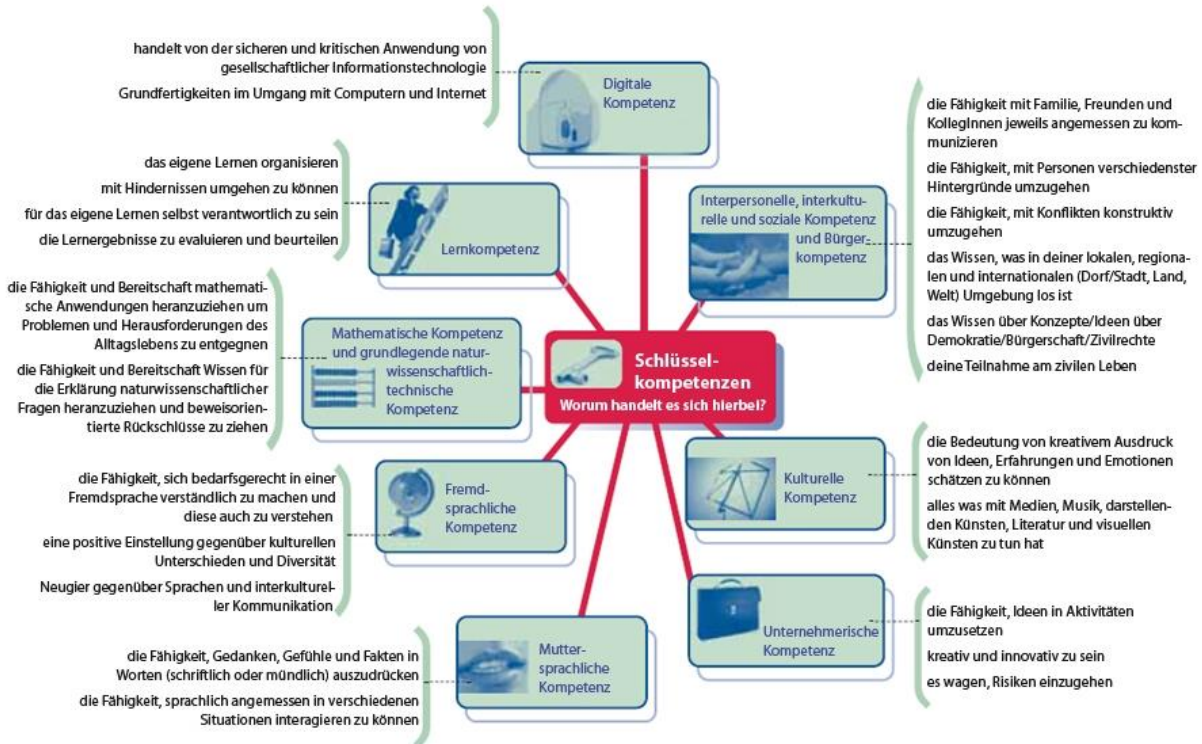 Schlüssel-
kompetenzen
Worum handelt es sich hierbei?
Digitale
Kompetenz
handelt von der sicheren und kritischen Anwendung von
gesellschaftlicher Informationstechnologie
Grundfertigkeiten im Umgang mit Computern und Internet
Interpersonelle, interkultu-
relle und soziale Kompetenz
und Bürger-
kompetenz
die Fähigkeit mit Familie, Freunden und
KollegInnen jeweils angemessen zu kom-
munizieren
die Fähigkeit, mit Personen verschiedenster
Hintergründe umzugehen
die Fähigkeit, mit Konflikten konstruktiv
umzugehen
das Wissen, was in deiner lokalen, regiona-
len und internationalen (Dorf/Stadt, Land,
Welt) Umgebung los ist
das Wissen über Konzepte/Ideen über
Demokratie/Bürgerschaft/Zivilrechte
deine Teilnahme am zivilen Leben
Lernkompetenz
das eigene Lernen organisieren
mit Hindernissen umgehen zu können
für das eigene Lernen selbst verantwortlich zu sein
die Lernergebnisse zu evaluieren und beurteilen
Mathematische Kompetenz
und grundlegende natur-
wissenschaftlich-
technische
Kompetenz
die Fähigkeit und Bereitschaft mathemati-
sche Anwendungen heranzuziehen um
Problemen und Herausforderungen des
Alltagslebens zu entgegnen
die Fähigkeit und Bereitschaft Wissen für
die Erklärung naturwissenschaftlicher
Fragen heranzuziehen und beweisorien-
tierte Rückschlüsse zu ziehen
Kulturelle
Kompetenz
die Bedeutung von kreativem Ausdruck
von Ideen, Erfahrungen und Emotionen
schätzen zu können
alles was mit Medien, Musik, darstellen-
den Künsten, Literatur und visuellen
Künsten zu tun hat
Fremd-
sprachliche
Kompetenz
die Fähigkeit, sich bedarfsgerecht in einer
Fremdsprache verständlich zu machen und
diese auch zu verstehen
eine positive Einstellung gegenüber kulturellen
Unterschieden und Diversität
Neugier gegenüber Sprachen und interkulturel-
ler Kommunikation
Unternehmerische
Kompetenz
die Fähigkeit, Ideen in Aktivitäten
umzusetzen
kreativ und innovativ zu sein
es wagen, Risiken einzugehen
Mutter-
sprachliche
Kompetenz
die Fähigkeit, Gedanken, Gefühle und Fakten in
Worten (schriftlich oder mündlich) auszudrücken
die Fähigkeit, sprachlich angemessen in verschiedenen
Situationen interagieren zu können